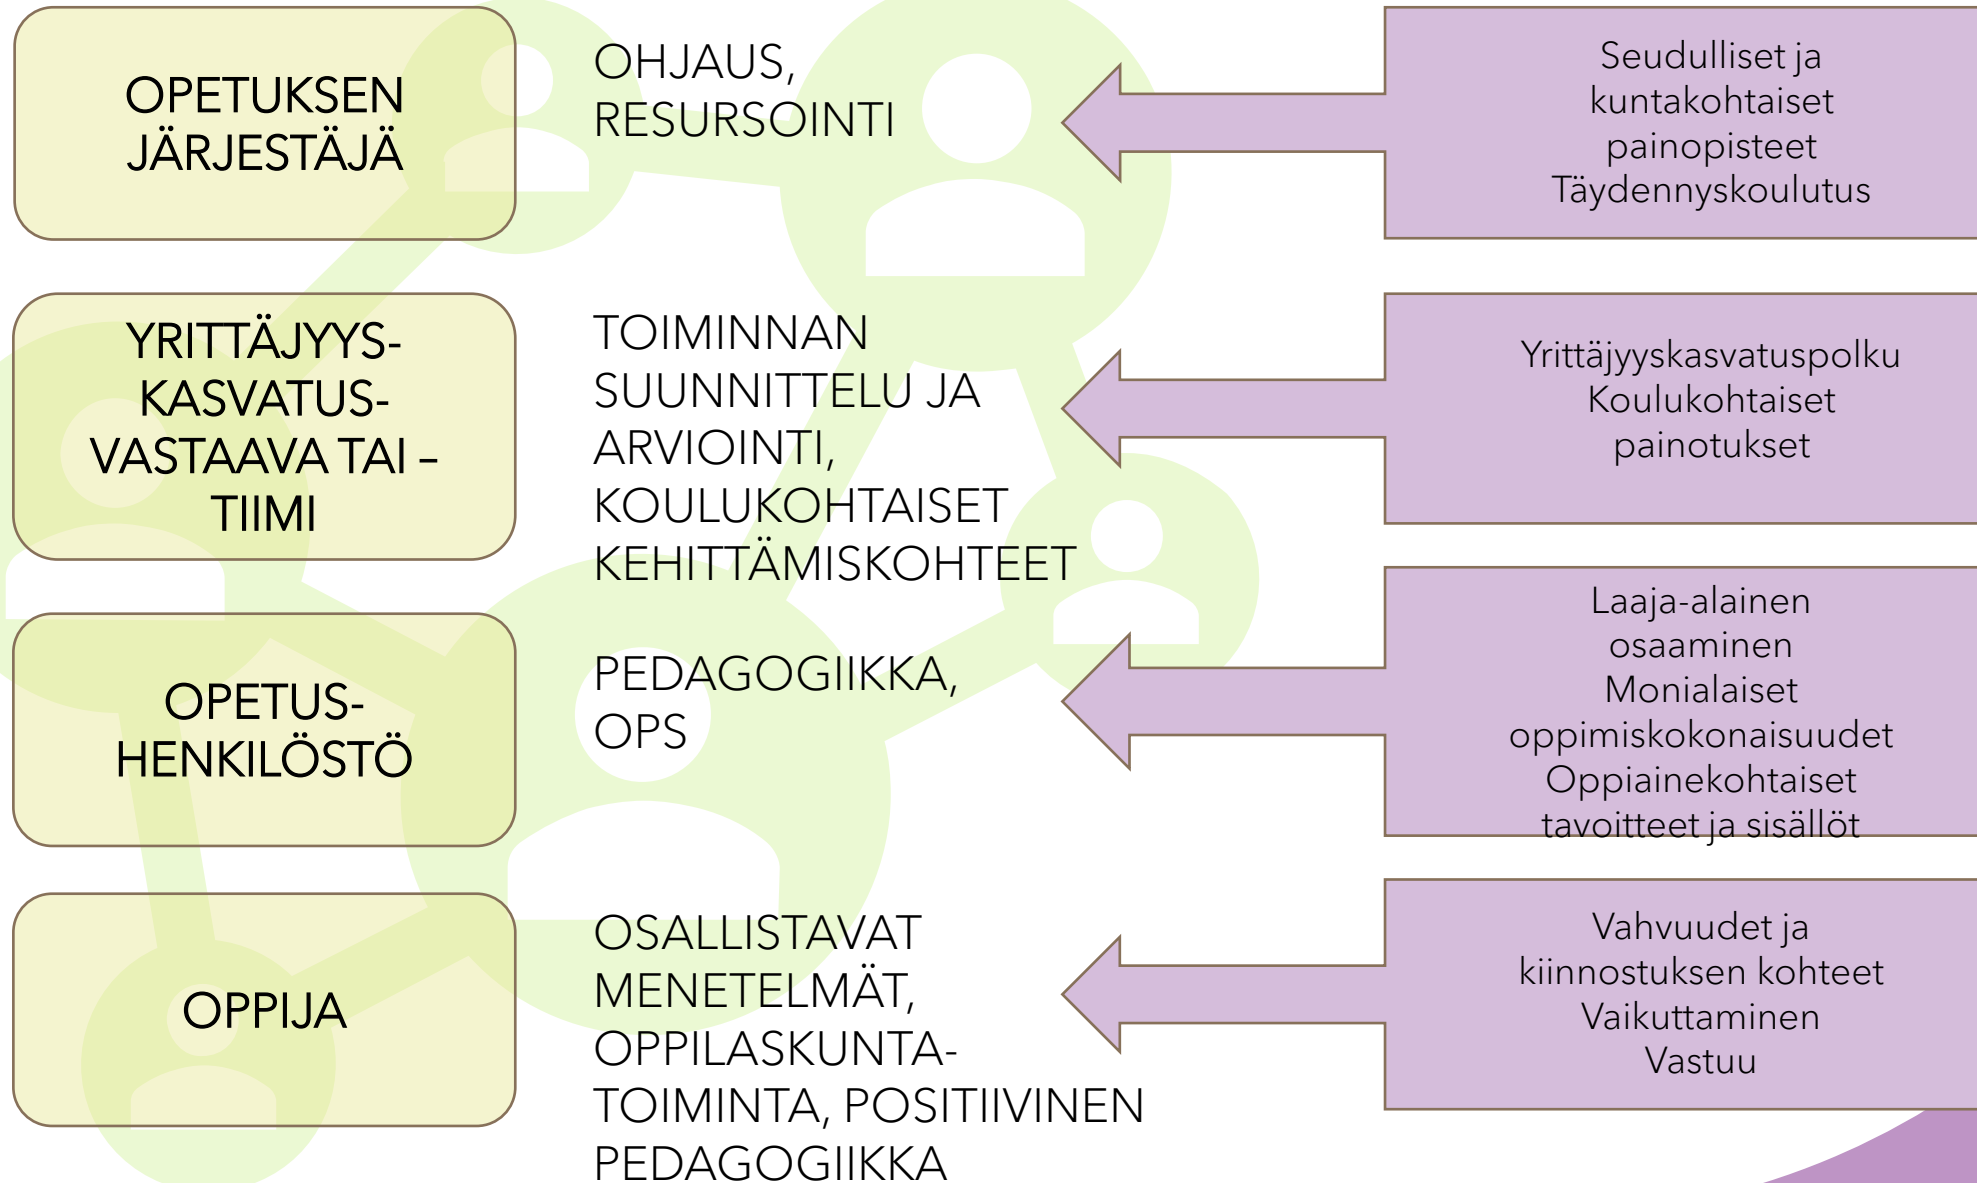 OPETUKSEN
JÄRJESTÄJÄ
OHJAUS,
RESURSOINTI
Seudulliset ja
kuntakohtaiset
painopisteet
Täydennyskoulutus
YRITTÄJYYS-
KASVATUS-
VASTAAVA TAI –
TIIMI
TOIMINNAN
SUUNNITTELU JA
ARVIOINTI,
KOULUKOHTAISET
KEHITTÄMISKOHTEET
Yrittäjyyskasvatuspolku
Koulukohtaiset
painotukset
OPETUS-
HENKILÖSTÖ
PEDAGOGIIKKA,
OPS
Laaja-alainen
osaaminen
Monialaiset
oppimiskokonaisuudet
Oppiainekohtaiset
tavoitteet ja sisällöt
OPPIJA
OSALLISTAVAT
MENETELMÄT,
OPPILASKUNTA-
TOIMINTA, POSITIIVINEN
PEDAGOGIIKKA
Vahvuudet ja
kiinnostuksen kohteet
Vaikuttaminen
Vastuu